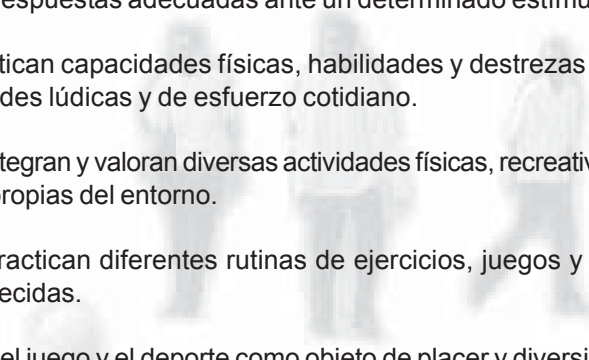 espuestas adecuadas ante un determinado estímu
tican capacidades físicas, habilidades y destrezas
des lúdicas y de esfuerzo cotidiano.
tegran y valoran diversas actividades físicas, recreativ
propias del entorno.
ractican diferentes rutinas de ejercicios, juegos y
ecidas.
el juego y el deporte como objeto de placer y diversi